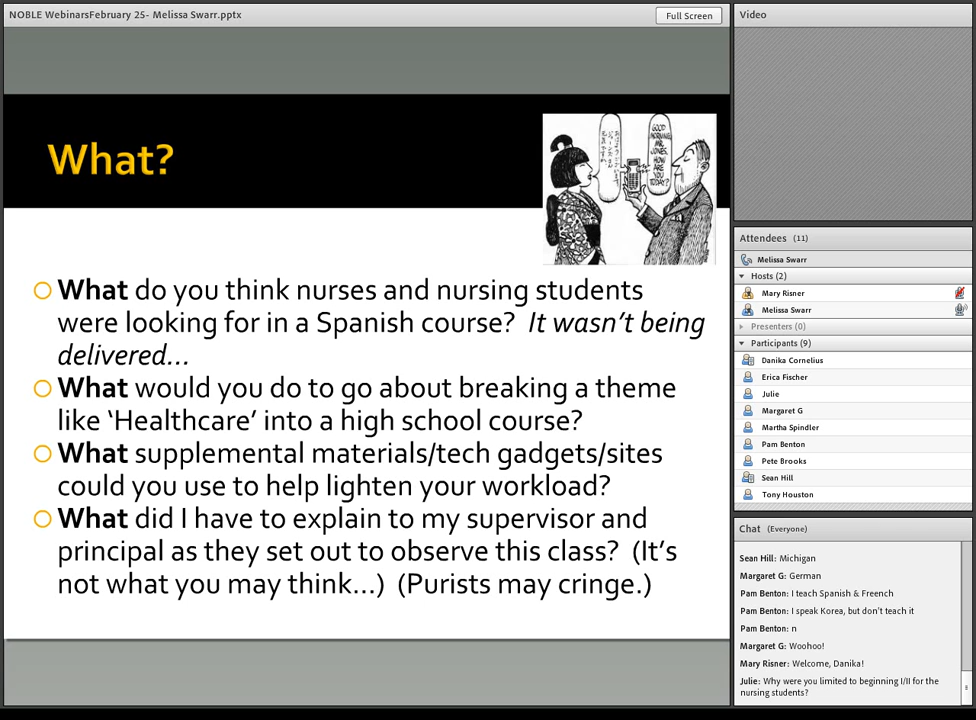 NOBLE WebinarsFebruary 25- Melissa Swarr.pptx
Full Screen
What?
GOOD
MORNING
MR.
JONES.
HOW
ARE
YOU
TODAY?
What do you think nurses and nursing students
were looking for in a Spanish course?  It wasn't being
delivered…
What would you do to go about breaking a theme
like 'Healthcare' into a high school course?
What supplemental materials/tech gadgets/sites
could you use to help lighten your workload?
What did I have to explain to my supervisor and
principal as they set out to observe this class?  (It's
not what you may think…)  (Purists may cringe.)
Video
Attendees (11)
Melissa Swarr
Hosts (2)
Mary Risner
Melissa Swarr
Presenters (0)
Participants (9)
Danika Cornelius
Erica Fischer
Julie
Margaret G
Martha Spindler
Pam Benton
Pete Brooks
Sean Hill
Tony Houston
Chat (Everyone)
Sean Hill: Michigan
Margaret G: German
Pam Benton: I teach Spanish & Freench
Pam Benton: I speak Korea, but don't teach it
Pam Benton: n
Margaret G: Woohoo!
Mary Risner: Welcome, Danika!
Julie: Why were you limited to beginning I/II for the
nursing students?